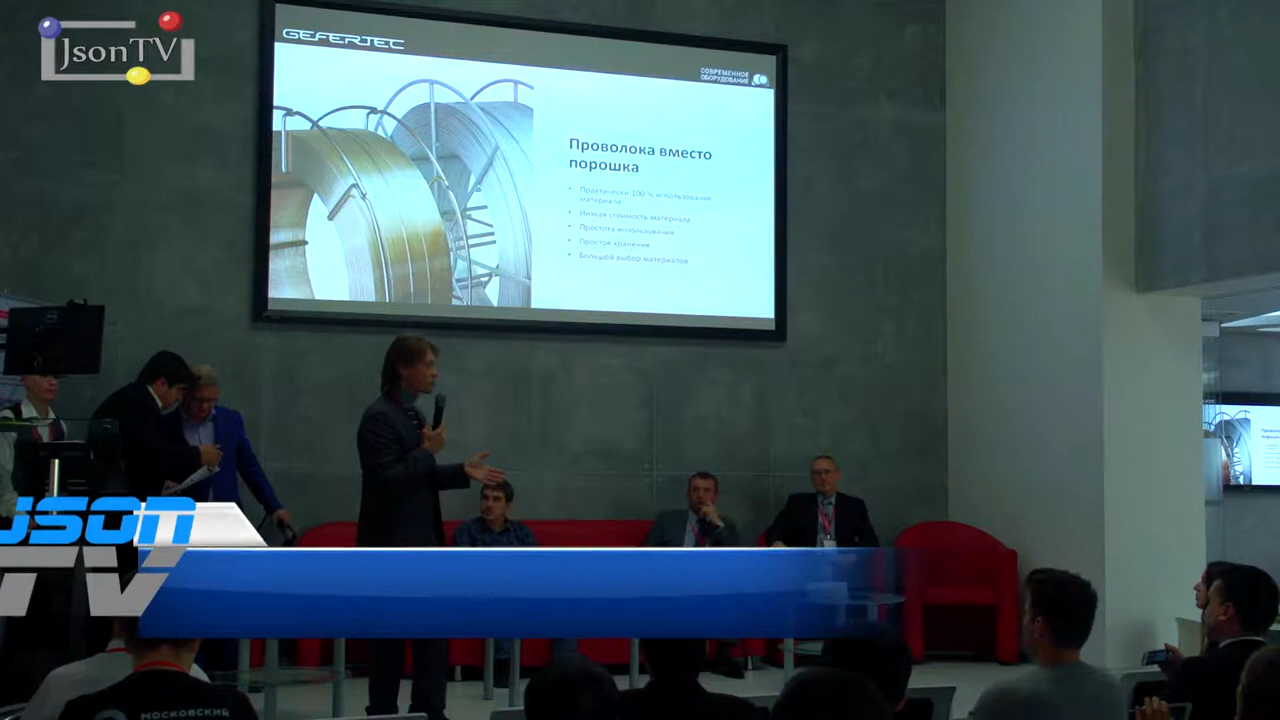 JsonTV
GEFERTEC
СОВРЕМЕННОЕ
ОБОРУДОВАНИЕ
Проволока вместо
порошка
• Практически 100 % использование
материала
• Низкая стоимость материала
• Простота использования
• Простое хранение
• Большой выбор материалов
JSON
TV
МОСКОВСКИЙ